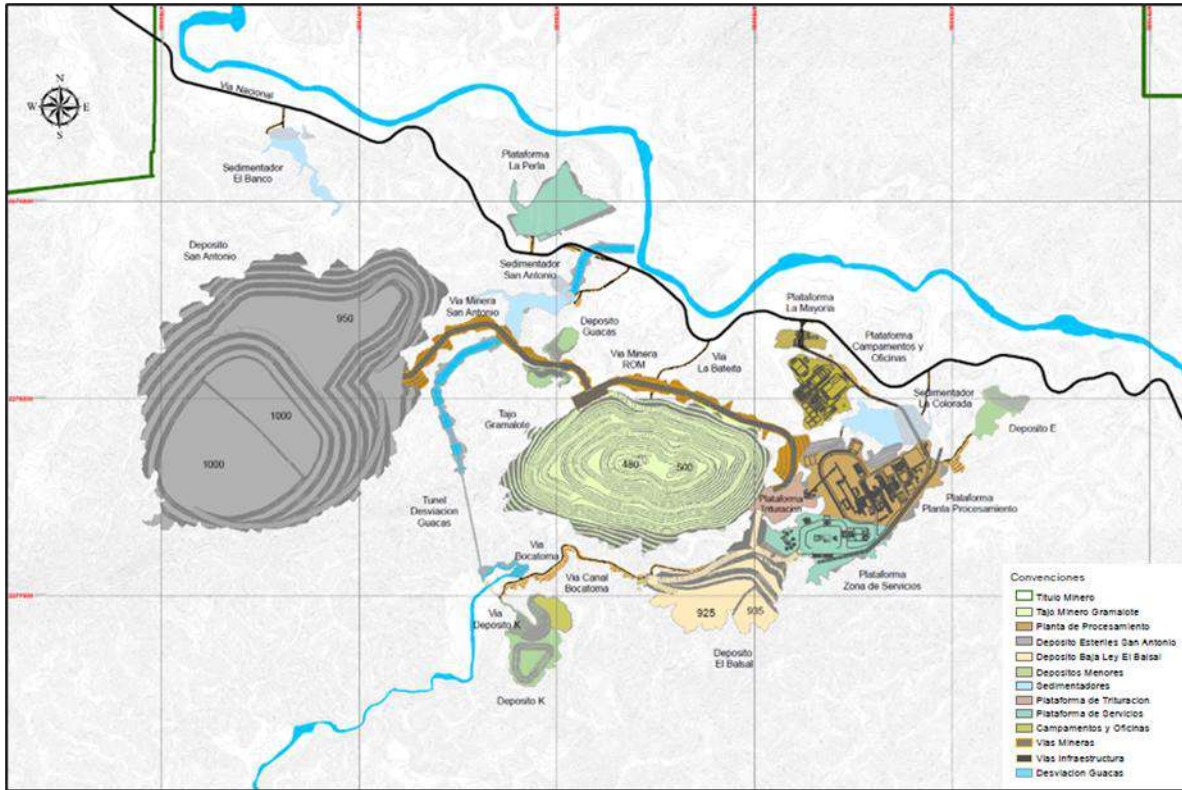 N
W
E
S
Via Nacional
Sedimentador
El Banco
Plataforma
La Perla
Deposito
San Antonio
Sedimentador
San Antonio
950
Via Minera
San Antonio
Deposito
Guacas
Via Minera
ROM
Via
La Bateita
Plataforma
La Mayoria
Plataforma
Campamentos y
Oficinas
Sedimentador
La Colorada
Deposito E
1000
1000
Tajo
Gramalote
480
500
Plataforma
Trituracion
Plataforma
Planta Procesamiento
Tunel
Desviacion
Guacas
Via
Bocatoma
Via Canal
Bocatoma
Plataforma
Zona de Servicios
Via
Deposito K
925
935
Deposito
El Balsal
Deposito K
Convenciones
Titulo Minero
Tajo Minero Gramalote
Planta de Procesamiento
Deposito Esteriles San Antonio
Deposito Baja Ley El Balsal
Depositos Menores
Sedimentadores
Plataforma de Trituracion
Plataforma de Servicios
Campamentos y Oficinas
Vias Mineras
Vias Infraestructura
Desviacion Guacas